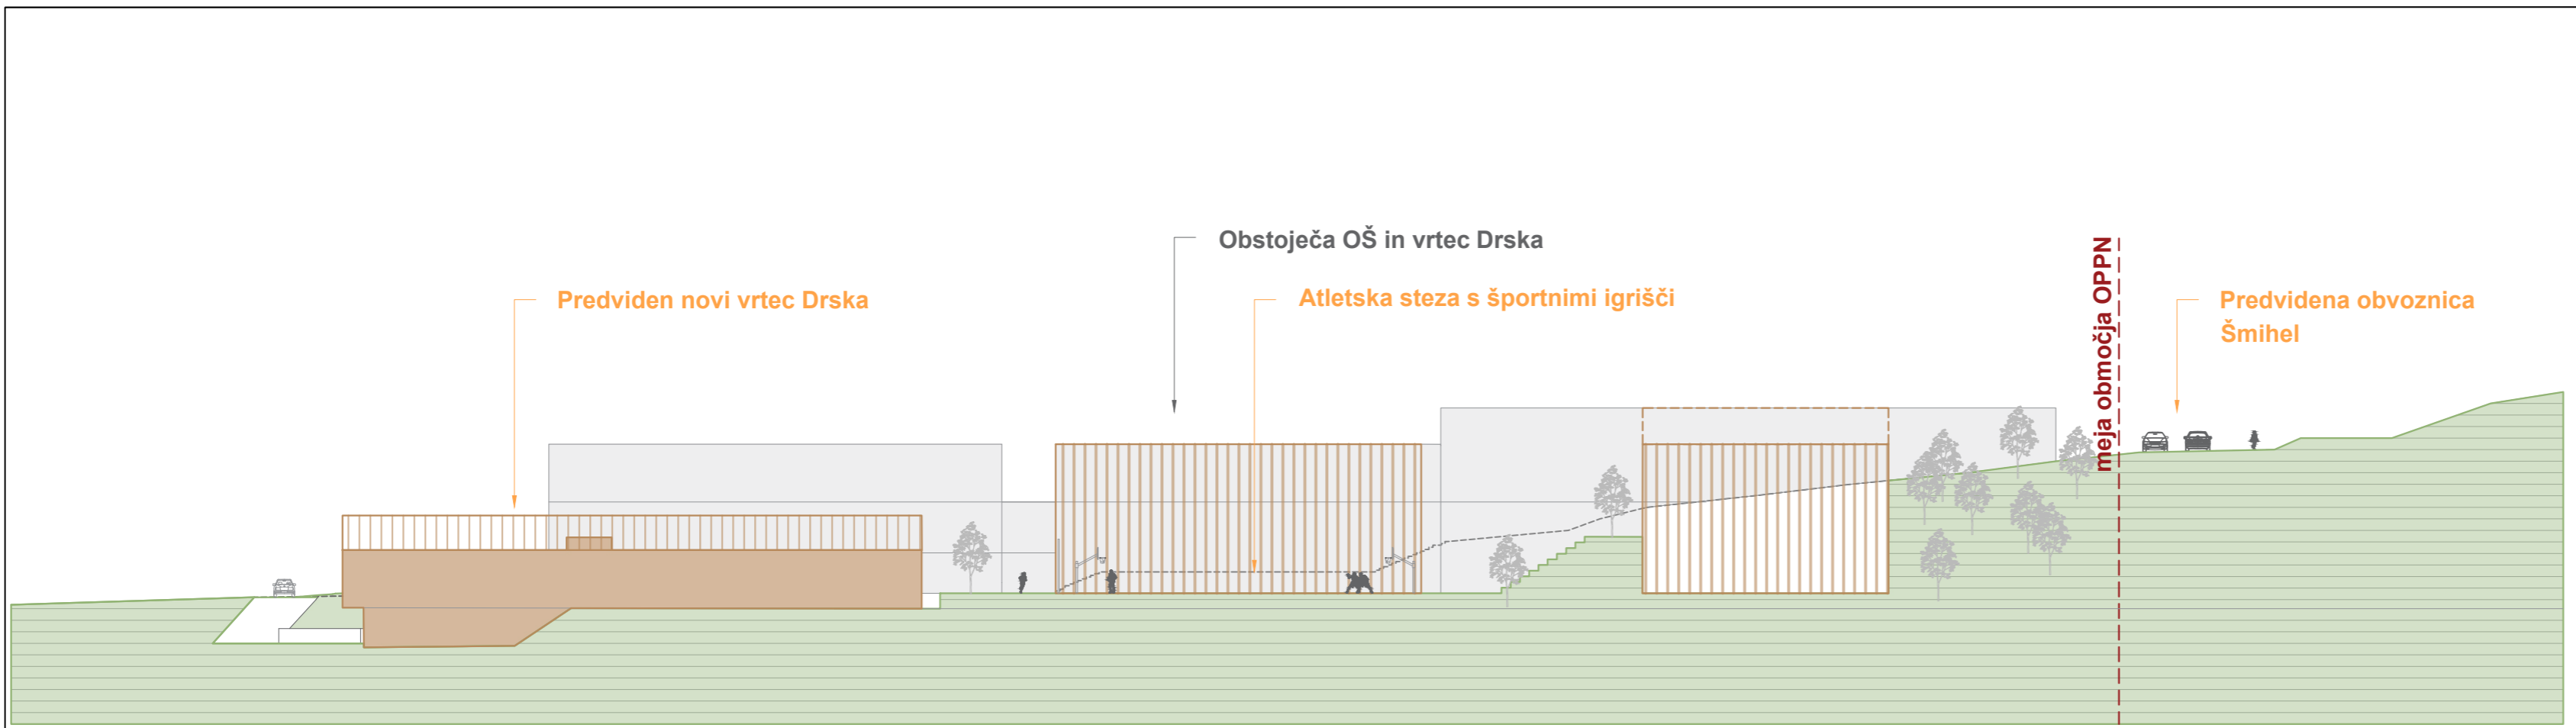 Obstoječa OŠ in vrtec Drska
Predviden novi vrtec Drska
Atletska steza s športnimi igrišči
meja območja OPPN
Predvidena obvoznica
Šmihel